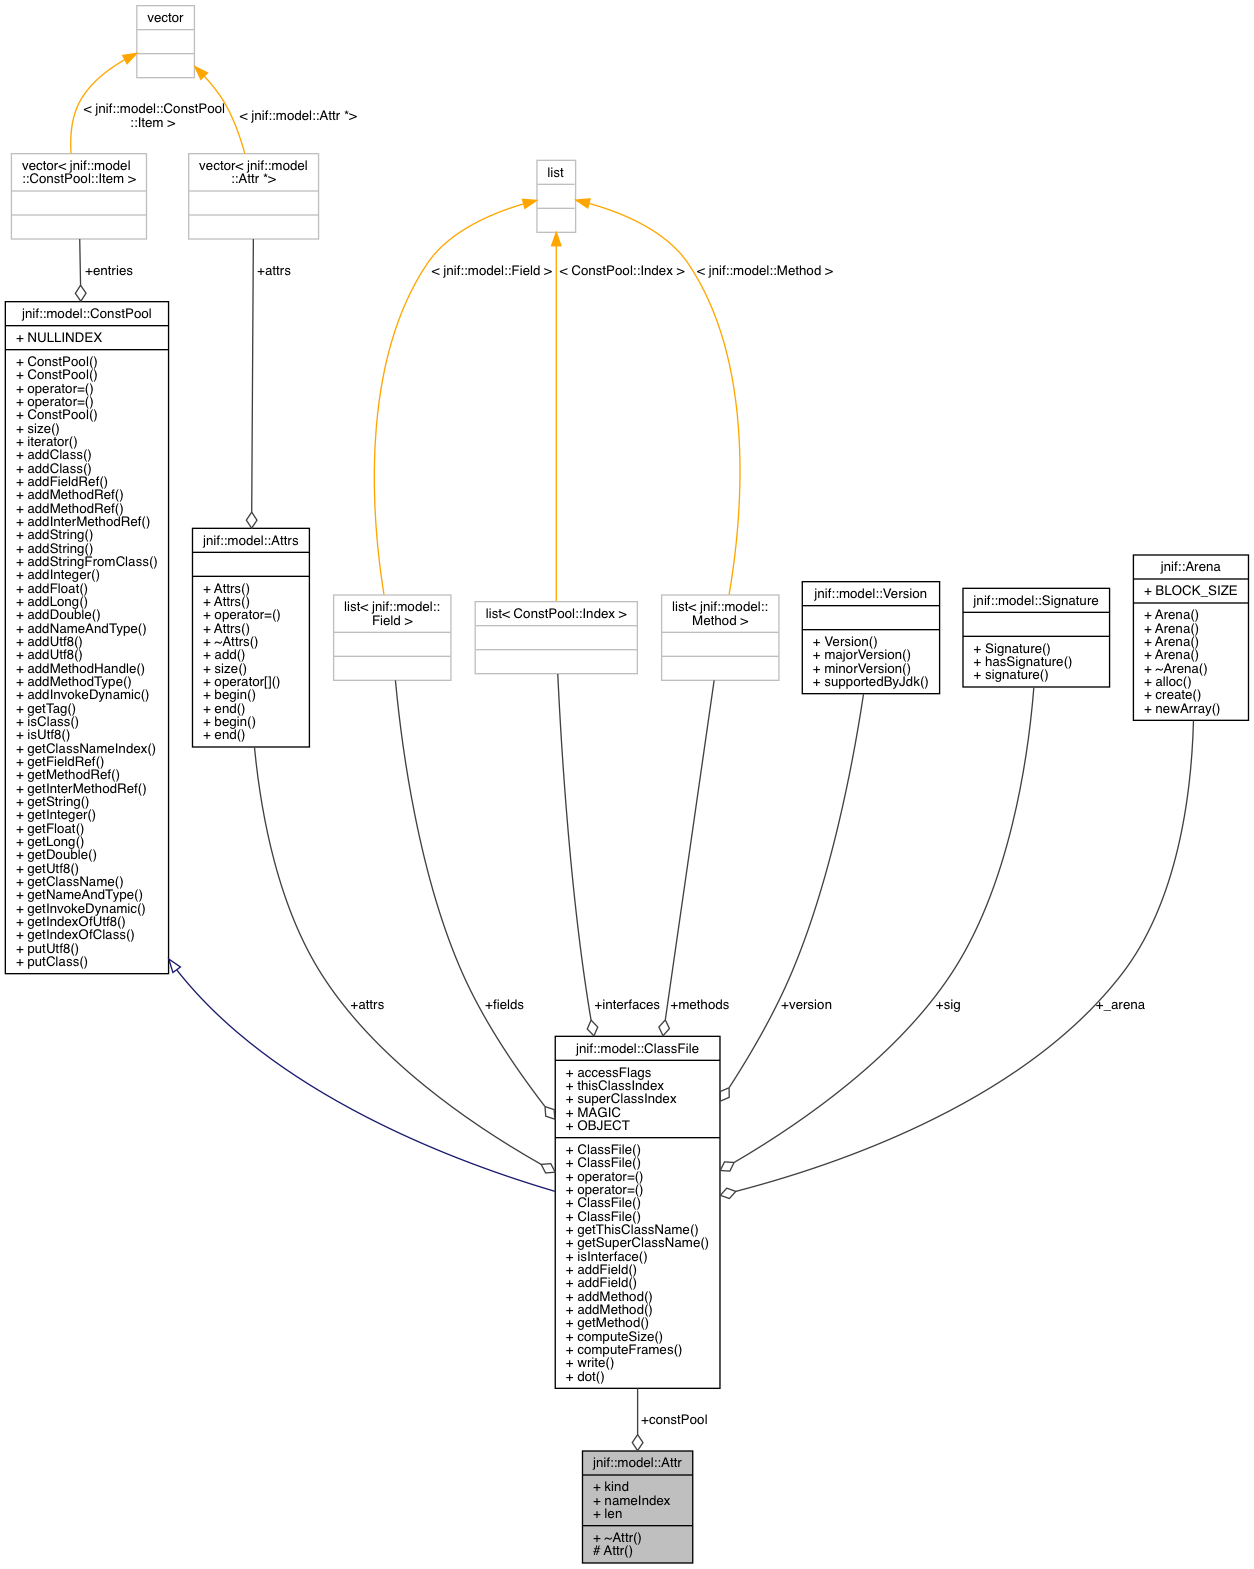 vector
< jnif::model::ConstPool
::Item >
< jnif::model::Attr *>
vector< jnif::model
::ConstPool::Item >
vector< jnif::model
::Attr *>
list
+entries
+attrs
< jnif::model::Field >
< ConstPool::Index >
< jnif::model::Method >
jnif::model::ConstPool
+ NULLINDEX
+ ConstPool()
+ ConstPool()
+ operator=()
+ operator=()
+ ConstPool()
+ size()
+ iterator()
+ addClass()
+ addClass()
+ addFieldRef()
+ addMethodRef()
+ addMethodRef()
+ addInterMethodRef()
+ addString()
+ addString()
+ addStringFromClass()
+ addInteger()
+ addFloat()
+ addLong()
+ addDouble()
+ addNameAndType()
+ addUtf8()
+ addUtf8()
+ addMethodHandle()
+ addMethodType()
+ addInvokeDynamic()
+ getTag()
+ isClass()
+ isUtf8()
+ getClassNameIndex()
+ getFieldRef()
+ getMethodRef()
+ getInterMethodRef()
+ getString()
+ getInteger()
+ getFloat()
+ getLong()
+ getDouble()
+ getUtf8()
+ getClassName()
+ getNameAndType()
+ getInvokeDynamic()
+ getIndexOfUtf8()
+ getIndexOfClass()
+ putUtf8()
+ putClass()
jnif::model::Attrs
+ Attrs()
+ Attrs()
+ operator=()
+ Attrs()
+ ~Attrs()
+ add()
+ size()
+ operator[]()
+ begin()
+ end()
+ begin()
+ end()
list< jnif::model::
Field >
list< ConstPool::Index >
list< jnif::model::
Method >
jnif::model::Version
+ Version()
+ majorVersion()
+ minorVersion()
+ supportedByJdk()
jnif::model::Signature
+ Signature()
+ hasSignature()
+ signature()
jnif::Arena
+ BLOCK_SIZE
+ Arena()
+ Arena()
+ Arena()
+ Arena()
+ ~Arena()
+ alloc()
+ create()
+ newArray()
+attrs
+fields
+interfaces
+methods
+version
+sig
+_arena
jnif::model::ClassFile
+ accessFlags
+ thisClassIndex
+ superClassIndex
+ MAGIC
+ OBJECT
+ ClassFile()
+ ClassFile()
+ operator=()
+ operator=()
+ ClassFile()
+ ClassFile()
+ getThisClassName()
+ getSuperClassName()
+ isInterface()
+ addField()
+ addField()
+ addMethod()
+ addMethod()
+ getMethod()
+ computeSize()
+ computeFrames()
+ write()
+ dot()
+constPool
jnif::model::Attr
+ kind
+ nameIndex
+ len
+ ~Attr()
# Attr()